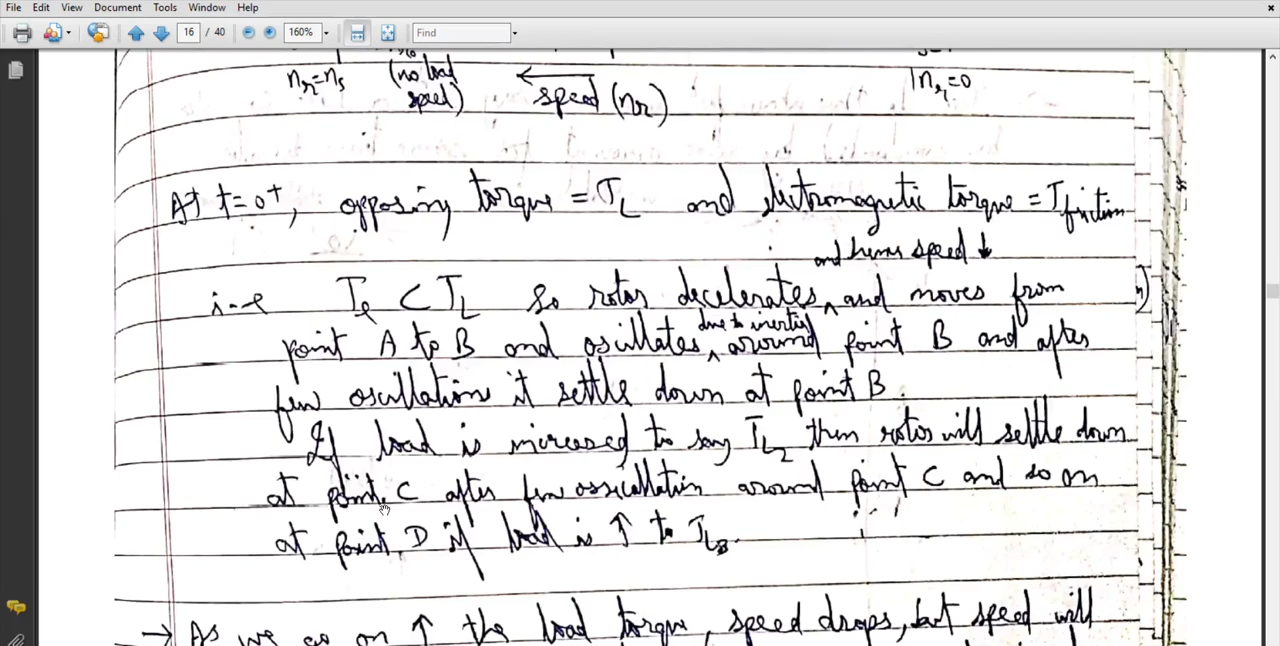 File Edit View Document Tools Window Help
16 / 40 160% Find
nr=ns (no load speed) speed (nr) nr=0
At t=0+, opposing torque = TL and electromagnetic torque = Tfriction
and hence speed ↓
i-e Te < TL so rotor decelerates ^ and moves from
due to inertia
point A to B and oscillates ^ around point B and after
few oscillation it settle down at point B.
If load is increased to say TL2 then rotor will settle down
at point C after few ossicallation around point C and so on
at point D if load is ↑ to TL3.
→ As we go on ↑ the load torque, speed drops, but speed will